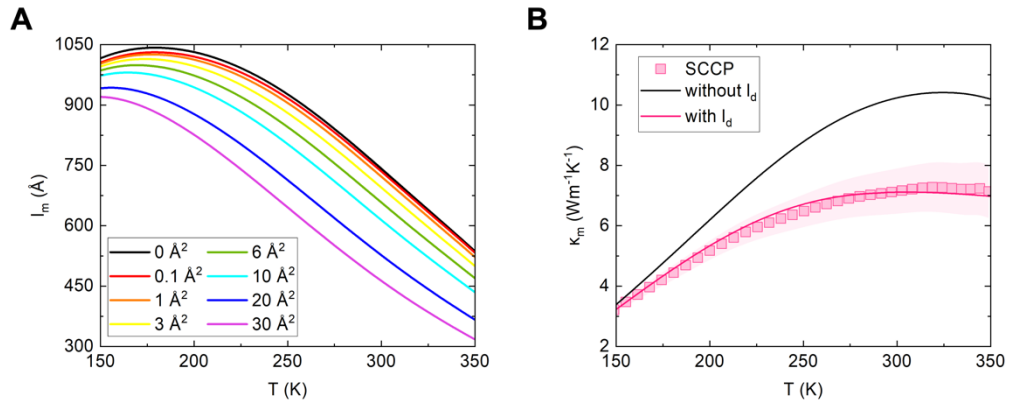 A
1050
900
750
600
450
300
lₘ (Å)
0 Å²
0.1 Å²
1 Å²
3 Å²
6 Å²
10 Å²
20 Å²
30 Å²
150 200 250 300 350
T (K)
B
12
10
8
6
4
2
κₘ (Wm⁻¹K⁻¹)
SCCP
without l_d
with l_d
150 200 250 300 350
T (K)